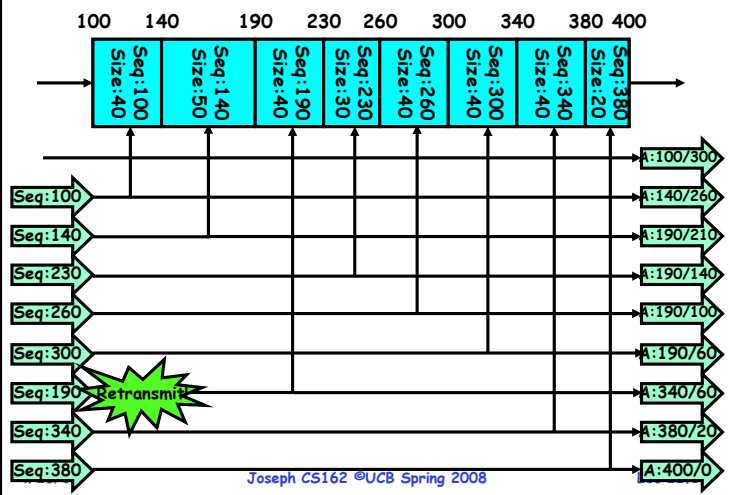 100 140 190 230 260 300 340 380 400
Seq:100
Size:40
Seq:140
Size:50
Seq:190
Size:40
Seq:230
Size:30
Seq:260
Size:40
Seq:300
Size:40
Seq:340
Size:40
Seq:380
Size:20
A:100/300
Seq:100 A:140/260
Seq:140 A:190/210
Seq:230 A:190/140
Seq:260 A:190/100
Seq:300 A:190/60
Seq:190 Retransmit! A:340/60
Seq:340 A:380/20
Seq:380 A:400/0
Joseph CS162 ©UCB Spring 2008